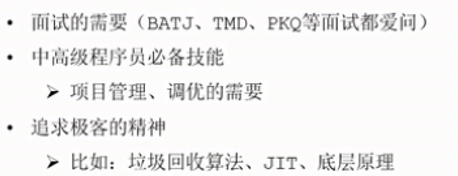 • 面试的需要（BATJ、TMD、PKQ等面试都爱问）
• 中高级程序员必备技能
➢ 项目管理、调优的需要
• 追求极客的精神
➢ 比如：垃圾回收算法、JIT、底层原理